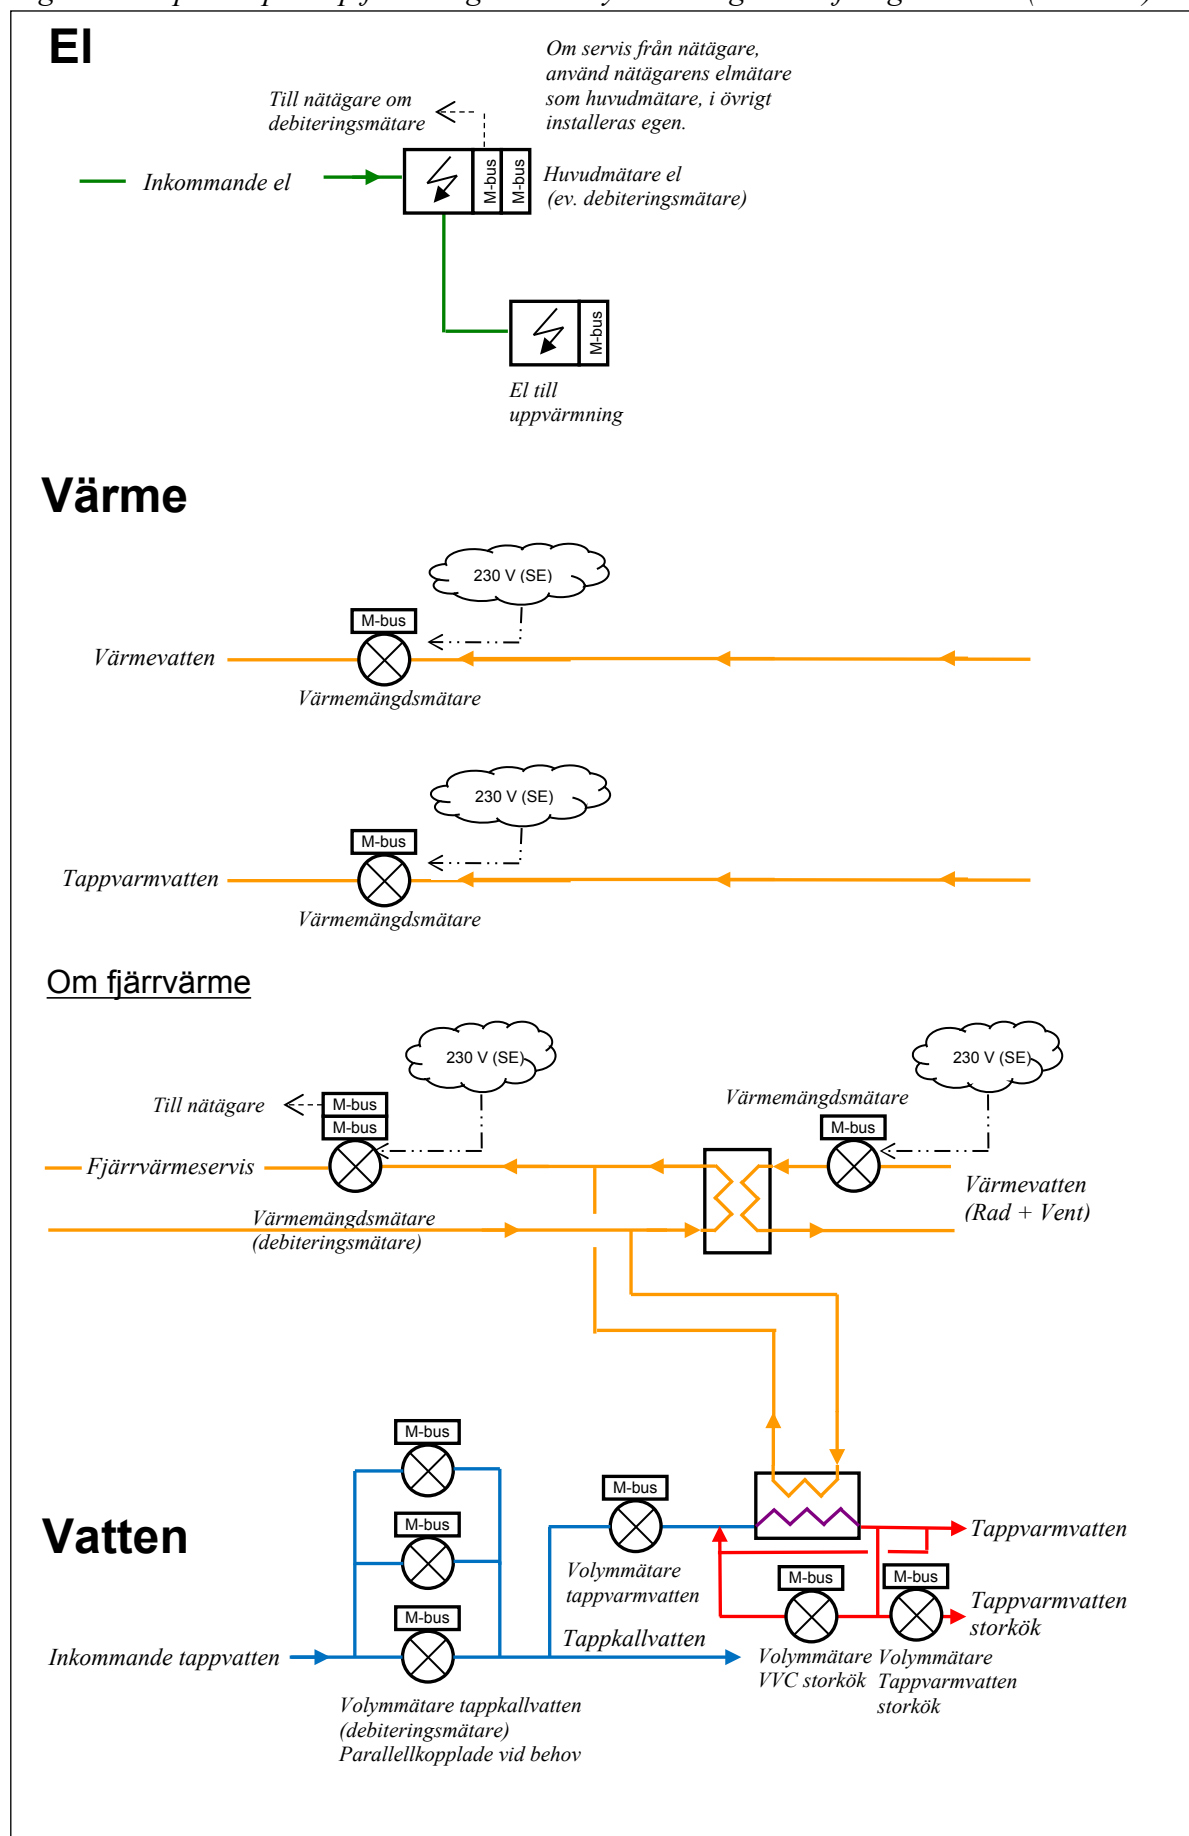 El
Om servis från nätägare,
använd nätägarens elmätare
som huvudmätare, i övrigt
installeras egen.
Till nätägare om
debiteringsmätare
Inkommande el
M-bus
M-bus
Huvudmätare el
(ev. debiteringsmätare)
M-bus
El till
uppvärmning
Värme
230 V (SE)
M-bus
Värmevatten
Värmemängdsmätare
230 V (SE)
M-bus
Tappvarmvatten
Värmemängdsmätare
Om fjärrvärme
230 V (SE)
230 V (SE)
Till nätägare
M-bus
M-bus
Värmemängdsmätare
M-bus
Fjärrvärmeservis
Värmevatten
(Rad + Vent)
Värmemängdsmätare
(debiteringsmätare)
M-bus
M-bus
M-bus
Vatten
M-bus
Volymmätare
tappvarmvatten
Tappvarmvatten
M-bus
M-bus
Tappvarmvatten
storkök
Inkommande tappvatten
Tappkallvatten
Volymmätare
VVC storkök
Volymmätare
Tappvarmvatten
storkök
Volymmätare tappkallvatten
(debiteringsmätare)
Parallellkopplade vid behov